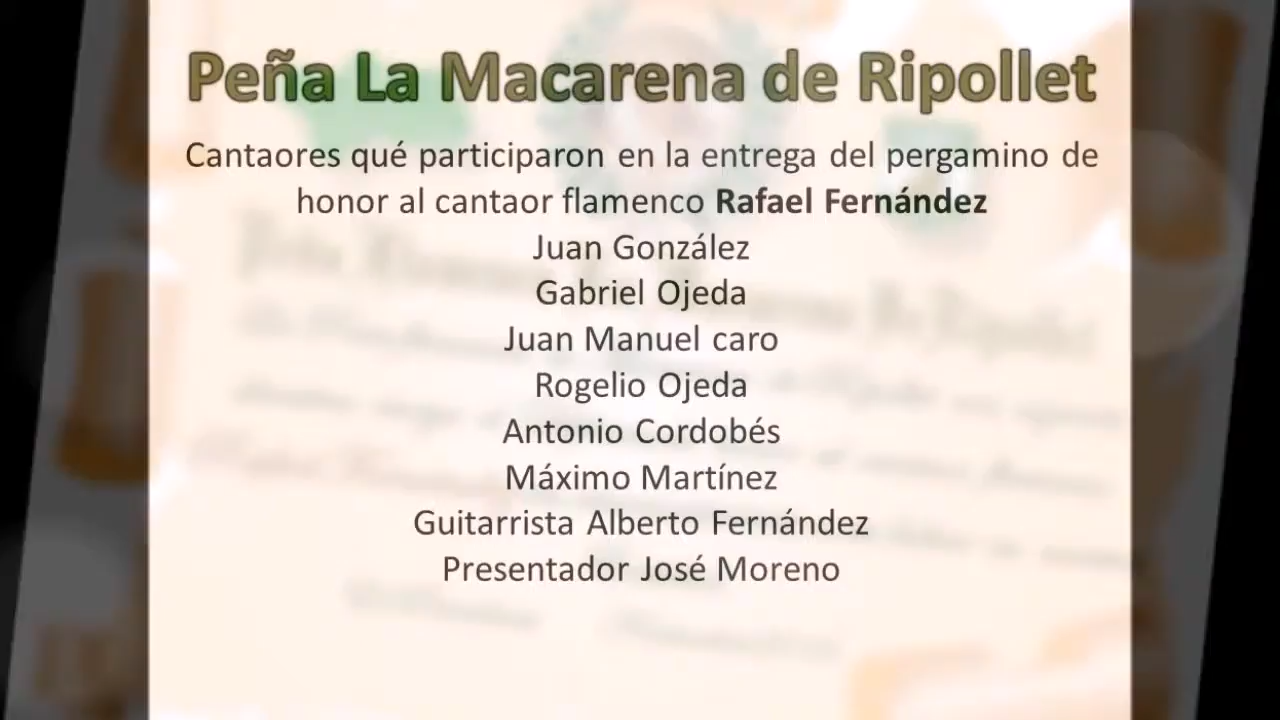 Peña La Macarena de Ripollet
Cantaores qué participaron en la entrega del pergamino de
honor al cantaor flamenco Rafael Fernández
Juan González
Gabriel Ojeda
Juan Manuel caro
Rogelio Ojeda
Antonio Cordobés
Máximo Martínez
Guitarrista Alberto Fernández
Presentador José Moreno